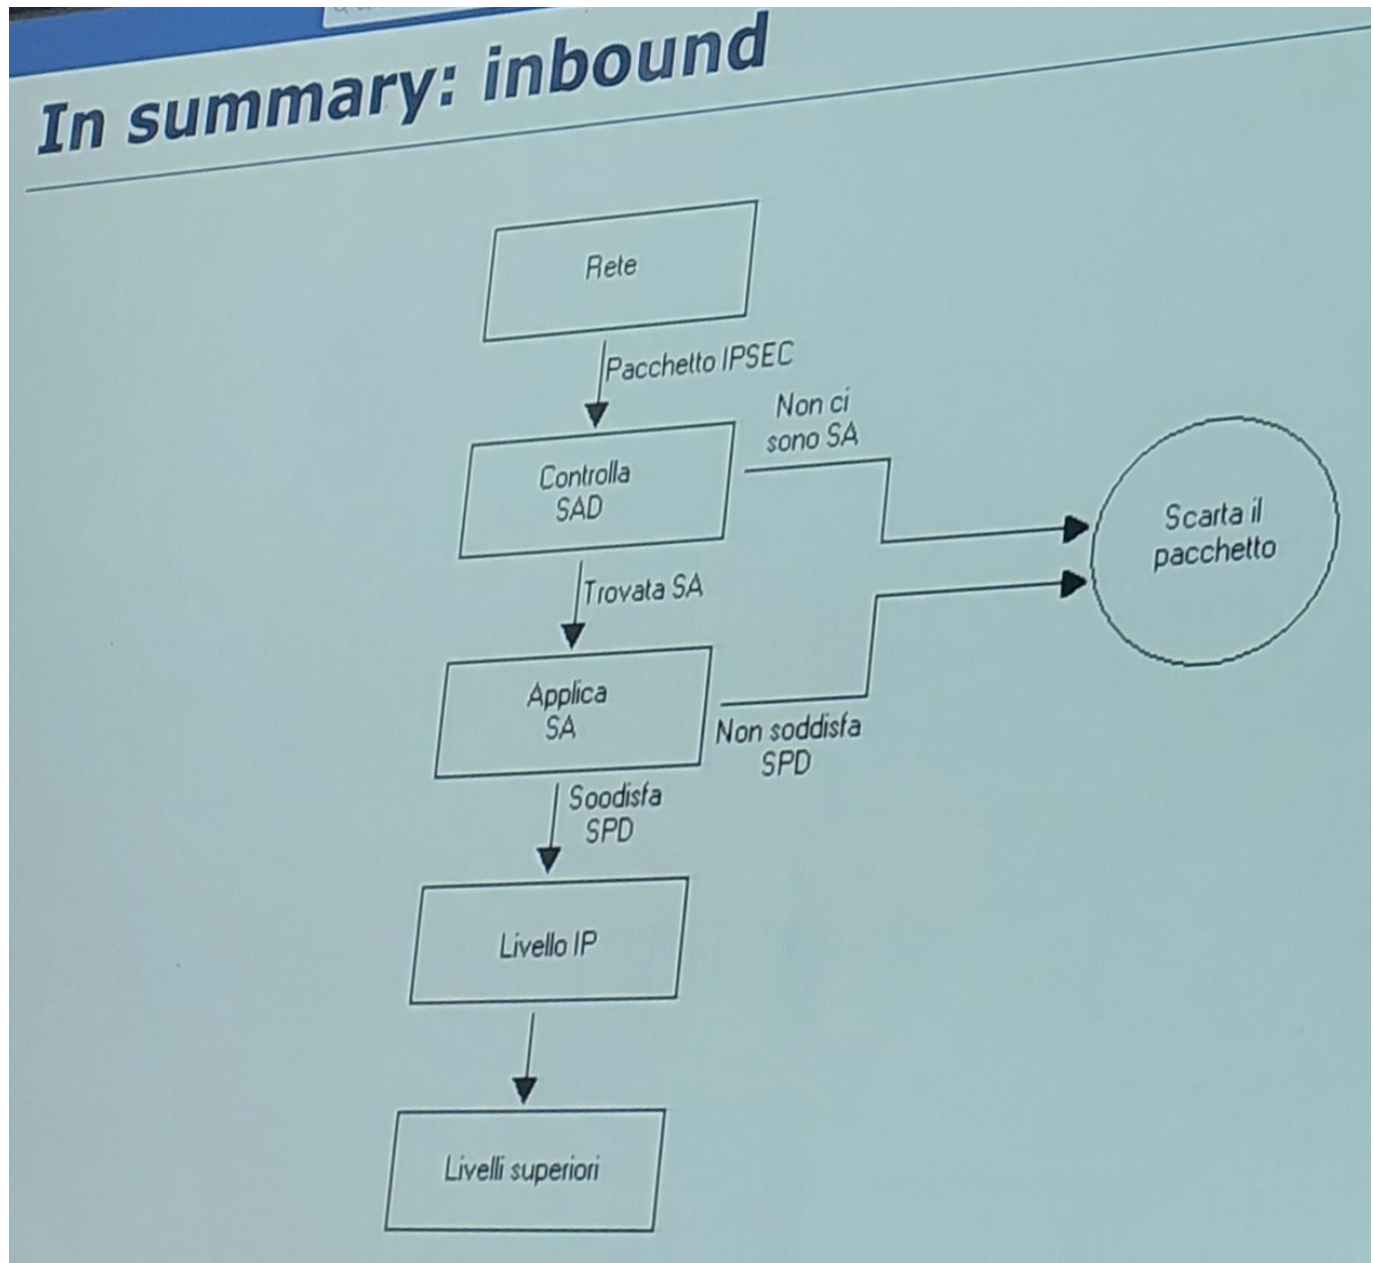 In summary: inbound
Rete
Pacchetto IPSEC
Non ci
sono SA
Controlla
SAD
Scarta il
pacchetto
Trovata SA
Applica
SA
Non soddisfa
SPD
Soodisfa
SPD
Livello IP
Livelli superiori